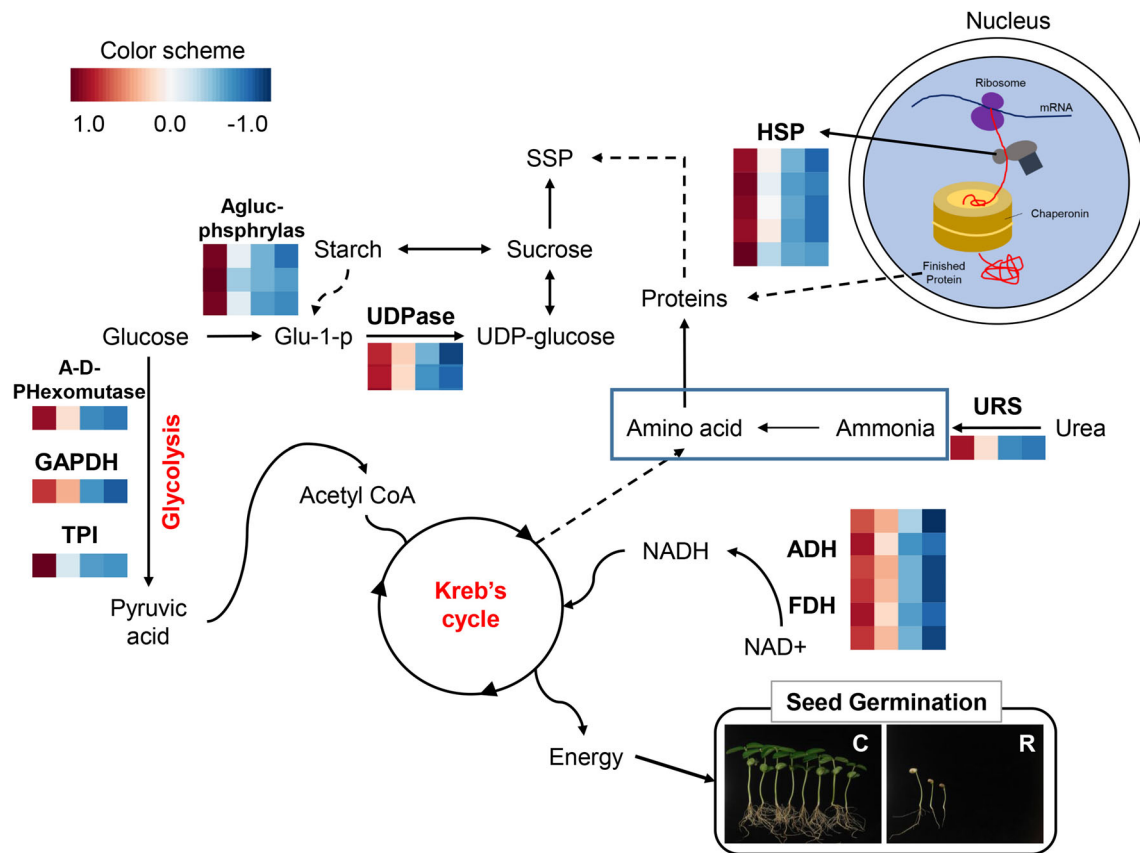 Nucleus
Color scheme
1.0 0.0 -1.0
Ribosome
mRNA
HSP
Chaperonin
Finished
Protein
SSP
Agluc-
phsphrylas
Starch
Sucrose
Proteins
Glucose
Glu-1-p
UDPase
UDP-glucose
A-D-
PHexomutase
GAPDH
TPI
Glycolysis
Pyruvic
acid
Acetyl CoA
Kreb's
cycle
Amino acid
Ammonia
URS
Urea
NADH
ADH
FDH
NAD+
Energy
Seed Germination
C
R